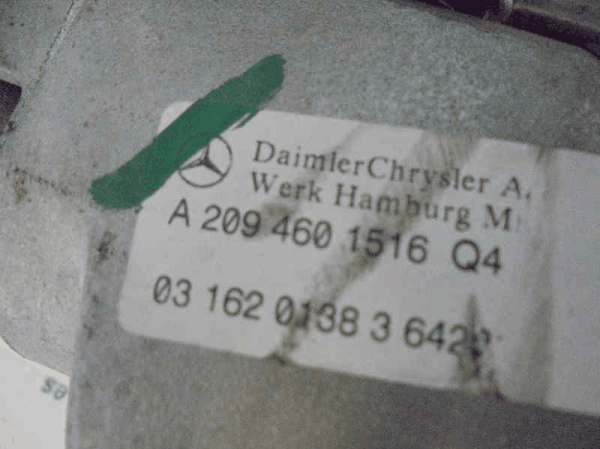 DaimlerChrysler A
Werk Hamburg M
A 209 460 1516 Q4
03 162 0138 3 642